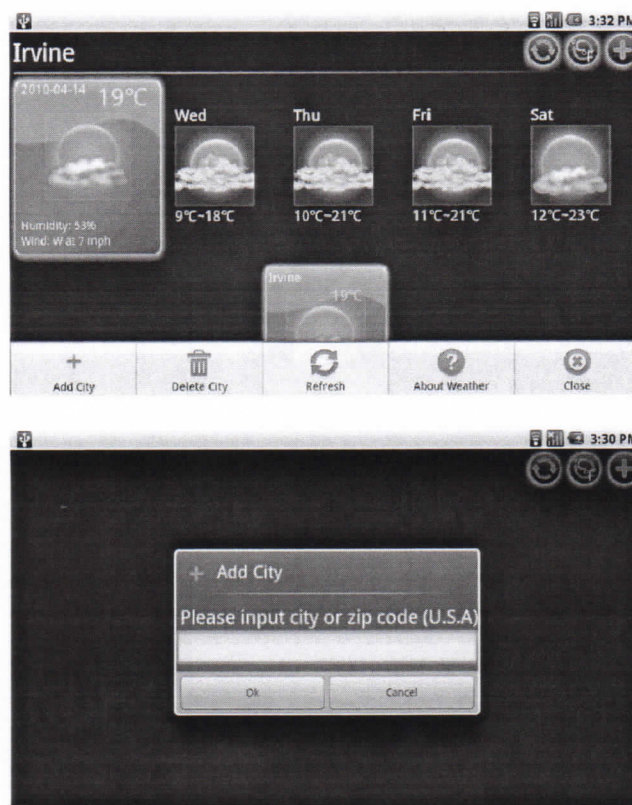 3:32 PM
Irvine
2010-04-14
19°C
Humidity: 53%
Wind: W at 7 mph
Wed
9°C~18°C
Thu
10°C~21°C
Fri
11°C~21°C
Sat
12°C~23°C
Irvine
19°C
Add City
Delete City
Refresh
About Weather
Close
3:30 PM
Add City
Please input city or zip code (U.S.A)
Ok
Cancel